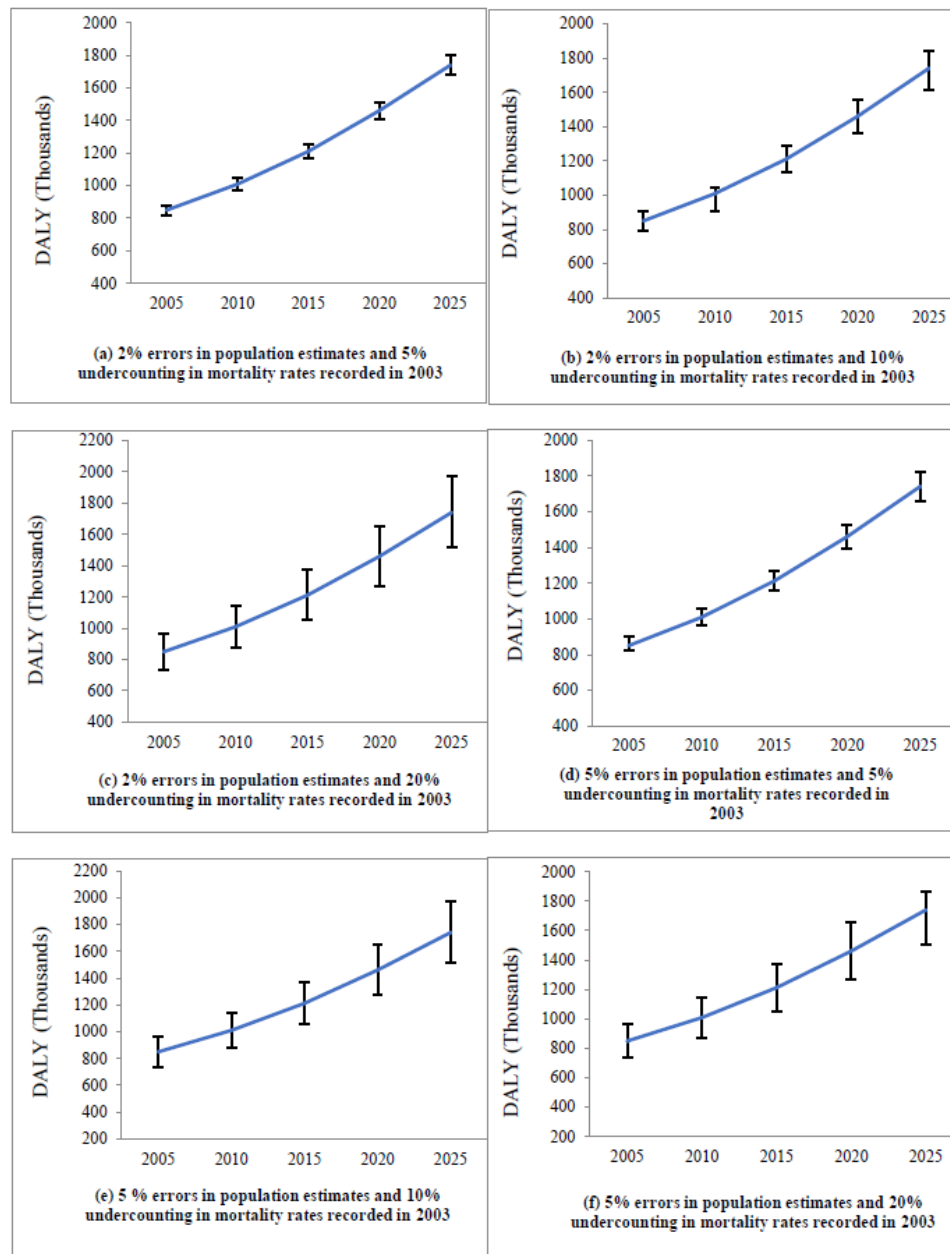 2000
1800
1600
1400
1200
1000
800
600
400
DALY (Thousands)
2005 2010 2015 2020 2025
(a) 2% errors in population estimates and 5%
undercounting in mortality rates recorded in 2003
2000
1800
1600
1400
1200
1000
800
600
400
DALY (Thousands)
2005 2010 2015 2020 2025
(b) 2% errors in population estimates and 10%
undercounting in mortality rates recorded in 2003
2200
2000
1800
1600
1400
1200
1000
800
600
400
DALY (Thousands)
2005 2010 2015 2020 2025
(c) 2% errors in population estimates and 20%
undercounting in mortality rates recorded in 2003
2000
1800
1600
1400
1200
1000
800
600
400
DALY (Thousands)
2005 2010 2015 2020 2025
(d) 5% errors in population estimates and 5%
undercounting in mortality rates recorded in
2003
2200
2000
1800
1600
1400
1200
1000
800
600
400
200
DALY (Thousands)
2005 2010 2015 2020 2025
(e) 5 % errors in population estimates and 10%
undercounting in mortality rates recorded in 2003
2000
1800
1600
1400
1200
1000
800
600
400
200
DALY (Thousands)
2005 2010 2015 2020 2025
(f) 5% errors in population estimates and 20%
undercounting in mortality rates recorded in 2003